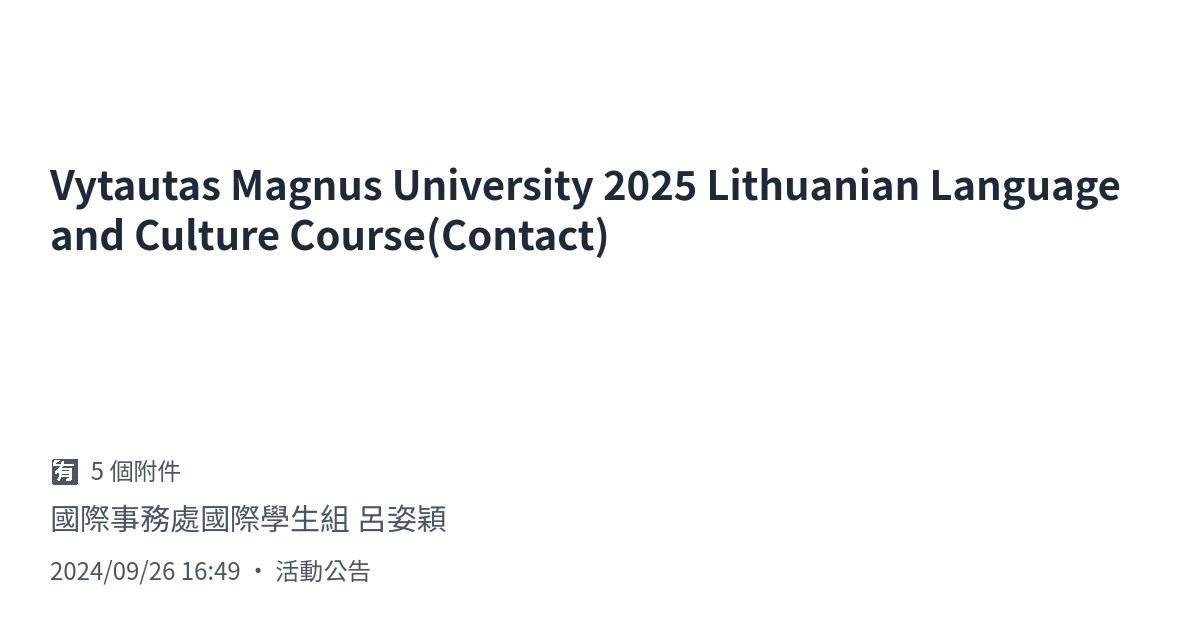 Vytautas Magnus University 2025 Lithuanian Language
and Culture Course(Contact)
🈶 5 個附件
國際事務處國際學生組 呂姿穎
2024/09/26 16:49 • 活動公告